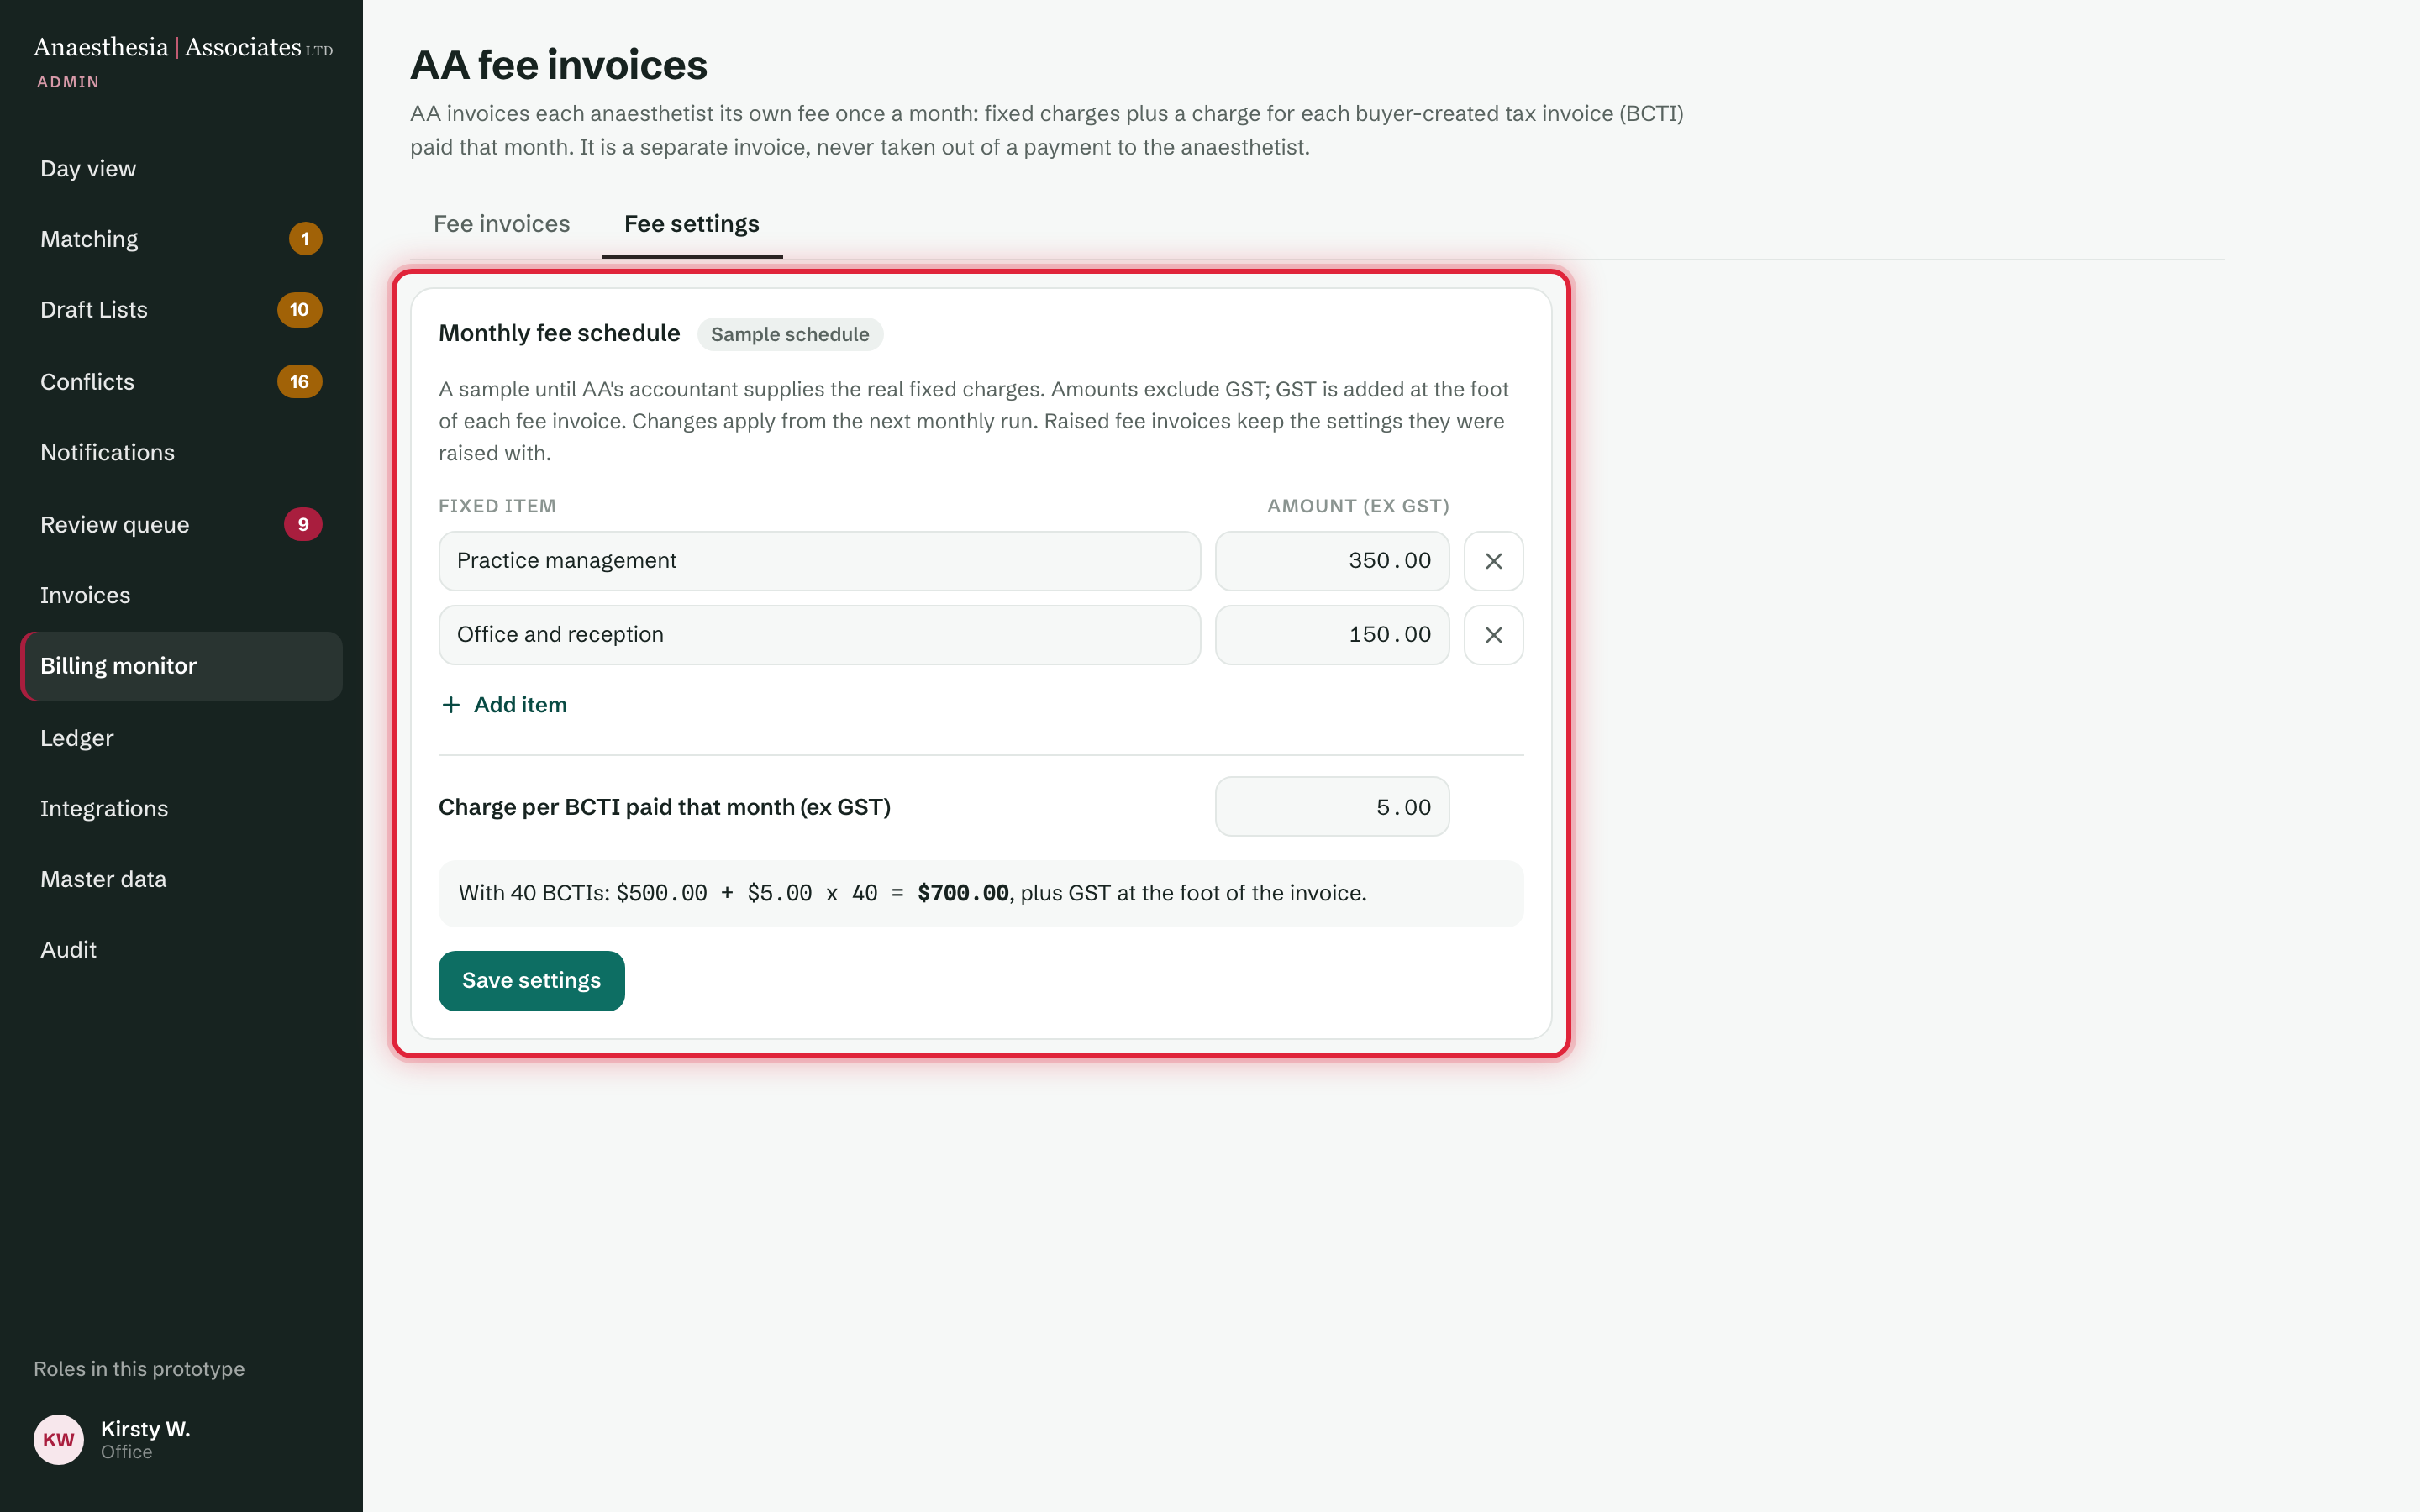 Anaesthesia | Associates LTD
ADMIN
Day view
Matching 1
Draft Lists 10
Conflicts 16
Notifications
Review queue 9
Invoices
Billing monitor
Ledger
Integrations
Master data
Audit
Roles in this prototype
KW Kirsty W.
Office
AA fee invoices
AA invoices each anaesthetist its own fee once a month: fixed charges plus a charge for each buyer-created tax invoice (BCTI)
paid that month. It is a separate invoice, never taken out of a payment to the anaesthetist.
Fee invoices Fee settings
Monthly fee schedule Sample schedule
A sample until AA's accountant supplies the real fixed charges. Amounts exclude GST; GST is added at the foot
of each fee invoice. Changes apply from the next monthly run. Raised fee invoices keep the settings they were
raised with.
FIXED ITEM AMOUNT (EX GST)
Practice management 350.00
Office and reception 150.00
+ Add item
Charge per BCTI paid that month (ex GST) 5.00
With 40 BCTIs: $500.00 + $5.00 x 40 = $700.00, plus GST at the foot of the invoice.
Save settings